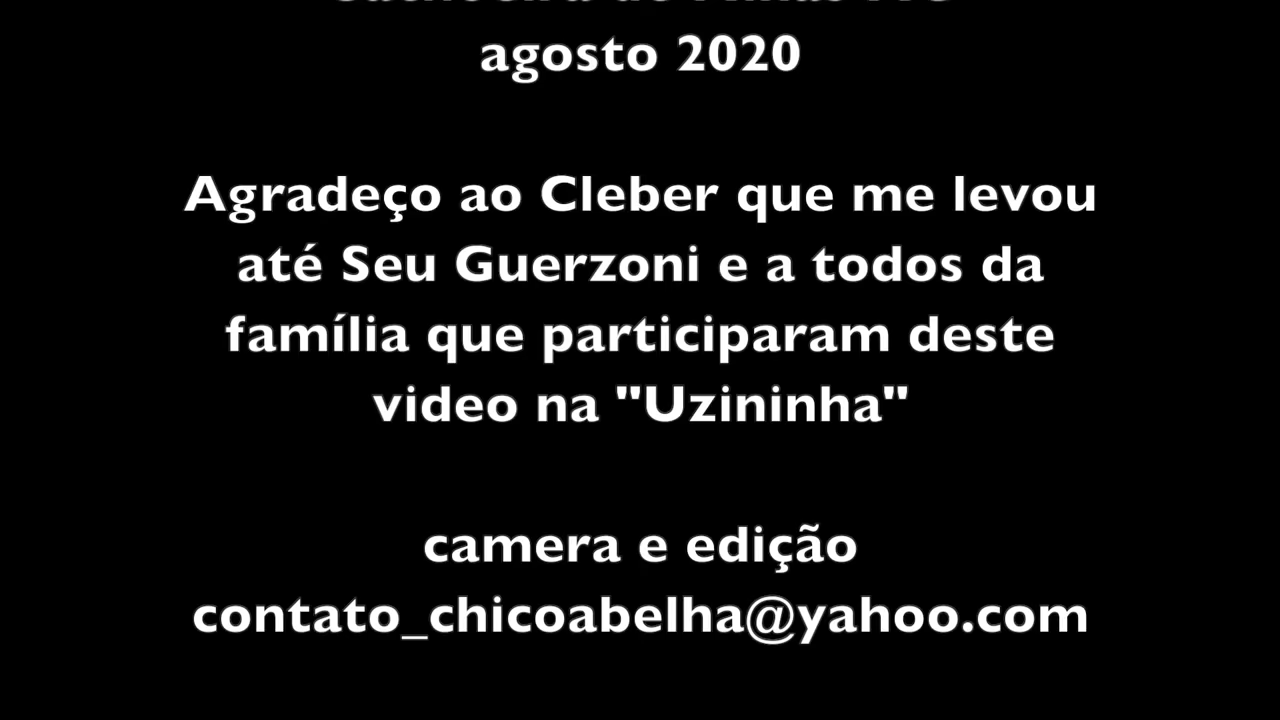 agosto 2020
Agradeço ao Cleber que me levou
até Seu Guerzoni e a todos da
família que participaram deste
video na "Uzininha"
camera e edição
contato_chicoabelha@yahoo.com